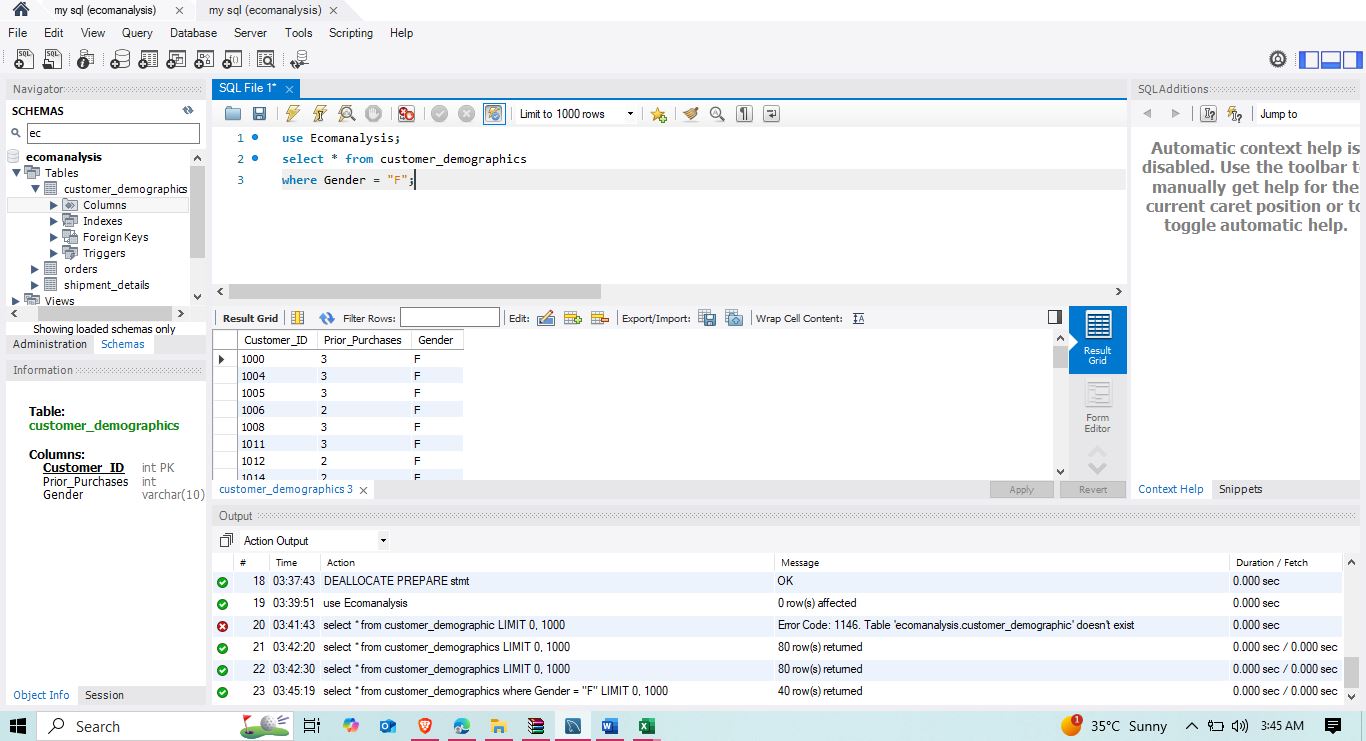 my sql (ecomanalysis)
my sql (ecomanalysis)
File Edit View Query Database Server Tools Scripting Help
Navigator
SCHEMAS
ec
ecomanalysis
Tables
customer_demographics
Columns
Indexes
Foreign Keys
Triggers
orders
shipment_details
Views
Showing loaded schemas only
Administration Schemas
Information
Table:
customer_demographics
Columns:
Customer_ID int PK
Prior_Purchases int
Gender varchar(10)
Object Info Session
SQL File 1*
Limit to 1000 rows
1 use Ecomanalysis;
2 select * from customer_demographics
3 where Gender = "F";
Result Grid Filter Rows: Edit: Export/Import: Wrap Cell Content:
Customer_ID Prior_Purchases Gender
1000 3 F
1004 3 F
1005 3 F
1006 2 F
1008 3 F
1011 3 F
1012 2 F
1014 2 F
Result
Grid
Form
Editor
customer_demographics 3
Apply Revert
SQLAdditions
Jump to
Automatic context help is
disabled. Use the toolbar t
manually get help for the
current caret position or to
toggle automatic help.
Context Help Snippets
Output
Action Output
# Time Action Message Duration / Fetch
18 03:37:43 DEALLOCATE PREPARE stmt OK 0.000 sec
19 03:39:51 use Ecomanalysis 0 row(s) affected 0.000 sec
20 03:41:43 select * from customer_demographic LIMIT 0, 1000 Error Code: 1146. Table 'ecomanalysis.customer_demographic' doesn't exist 0.000 sec
21 03:42:20 select * from customer_demographics LIMIT 0, 1000 80 row(s) returned 0.000 sec / 0.000 sec
22 03:42:30 select * from customer_demographics LIMIT 0, 1000 80 row(s) returned 0.000 sec / 0.000 sec
23 03:45:19 select * from customer_demographics where Gender = "F" LIMIT 0, 1000 40 row(s) returned 0.000 sec / 0.000 sec
Search
1
35°C Sunny
3:45 AM